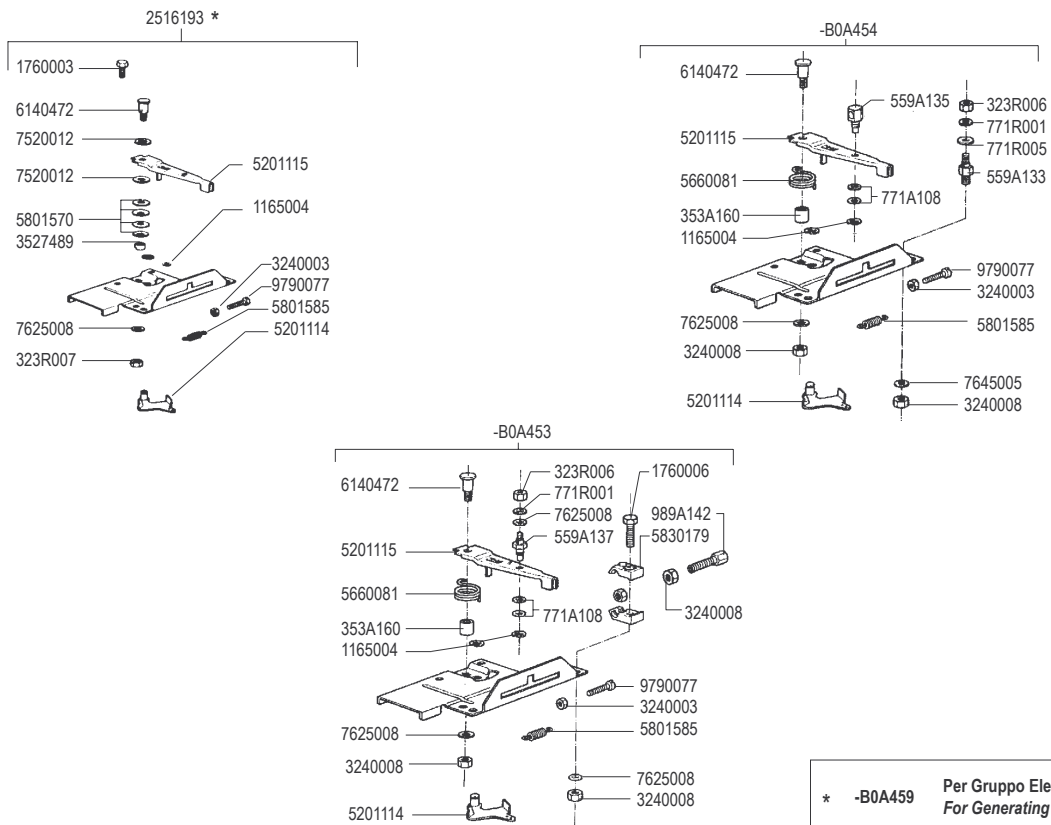 2516193 *
1760003
6140472
7520012
5201115
7520012
5801570
1165004
3527489
3240003
9790077
5801585
7625008
5201114
323R007
-B0A454
6140472
559A135
323R006
5201115
771R001
771R005
5660081
559A133
771A108
353A160
1165004
9790077
3240003
7625008
5801585
3240008
7645005
5201114
3240008
-B0A453
6140472
323R006
1760006
771R001
7625008
989A142
5201115
559A137
5830179
5660081
771A108
3240008
353A160
1165004
9790077
3240003
7625008
5801585
3240008
7625008
3240008
5201114
* -B0A459 Per Gruppo Ele
For Generating